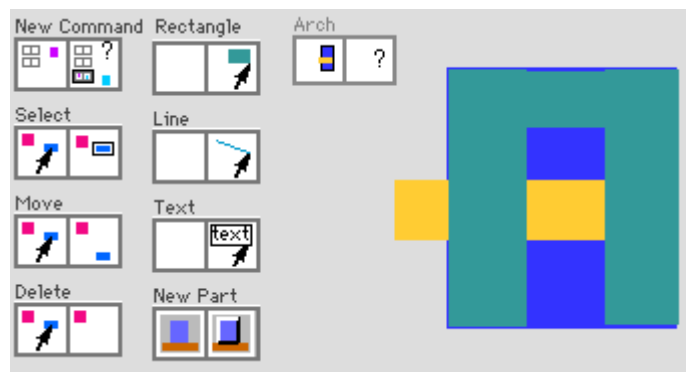 New Command
?
Rectangle
Arch
?
Select
Line
Move
Text
text
Delete
New Part